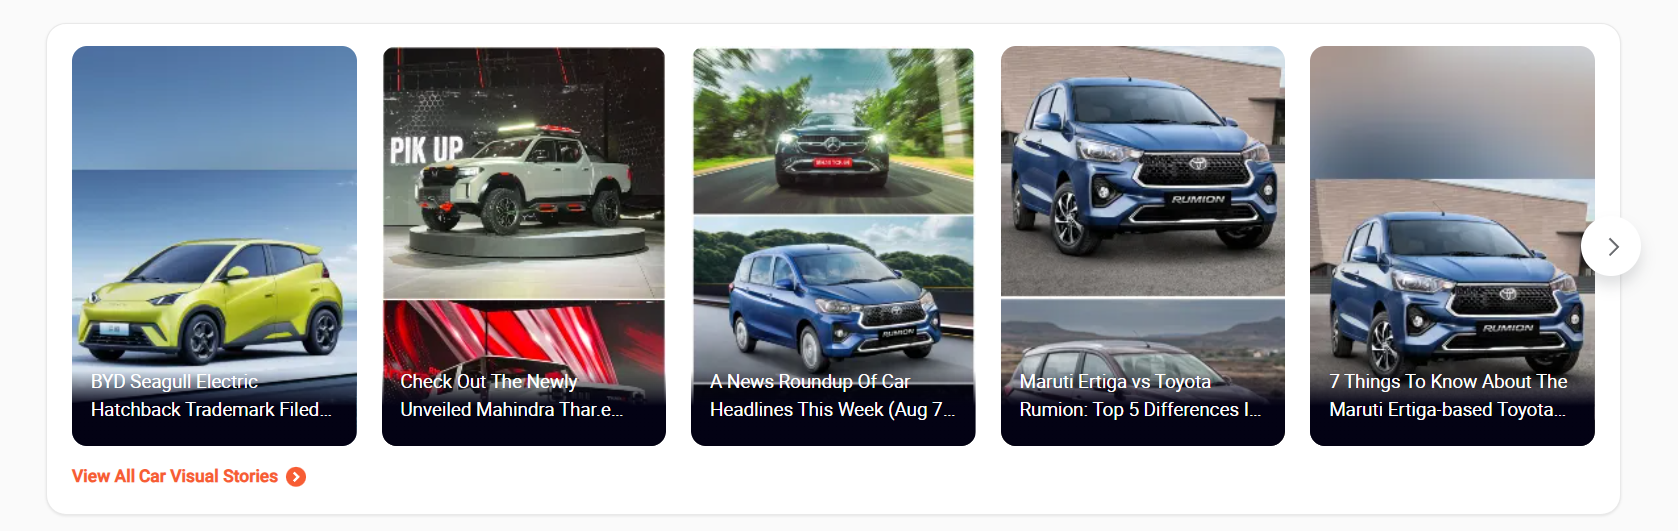 BYD Seagull Electric
Hatchback Trademark Filed...
PIK UP
Check Out The Newly
Unveiled Mahindra Thar.e...
RUMION
A News Roundup Of Car
Headlines This Week (Aug 7...
RUMION
Maruti Ertiga vs Toyota
Rumion: Top 5 Differences I...
RUMION
7 Things To Know About The
Maruti Ertiga-based Toyota...
View All Car Visual Stories